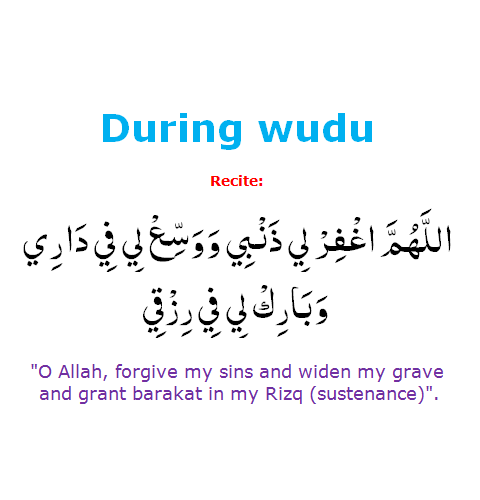 During wudu
Recite:
اللَّهُمَّ اغْفِرْ لِي ذَنْبِي وَوَسِّعْ لِي فِي دَارِي
وَبَارِكْ لِي فِي رِزْقِي
"O Allah, forgive my sins and widen my grave
and grant barakat in my Rizq (sustenance)".